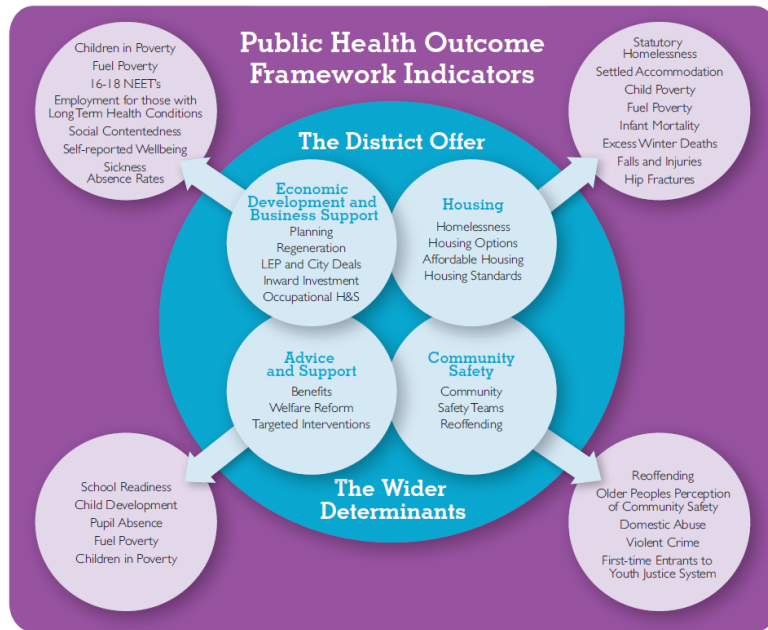 Public Health Outcome
Framework Indicators
Children in Poverty
Fuel Poverty
16-18 NEET's
Employment for those with
Long Term Health Conditions
Social Contentedness
Self-reported Wellbeing
Sickness
Absence Rates
Statutory
Homelessness
Settled Accommodation
Child Poverty
Fuel Poverty
Infant Mortality
Excess Winter Deaths
Falls and Injuries
Hip Fractures
The District Offer
Economic
Development and
Business Support
Planning
Regeneration
LEP and City Deals
Inward Investment
Occupational H&S
Housing
Homelessness
Housing Options
Affordable Housing
Housing Standards
Advice
and Support
Benefits
Welfare Reform
Targeted Interventions
Community
Safety
Community
Safety Teams
Reoffending
The Wider
Determinants
School Readiness
Child Development
Pupil Absence
Fuel Poverty
Children in Poverty
Reoffending
Older Peoples Perception
of Community Safety
Domestic Abuse
Violent Crime
First-time Entrants to
Youth Justice System